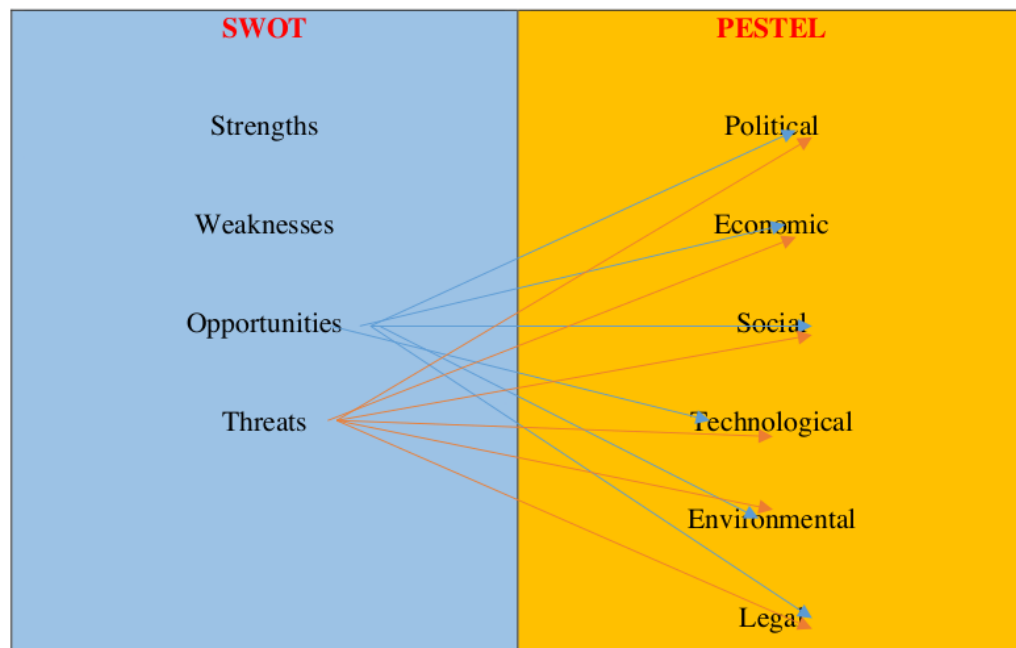 SWOT
Strengths
Weaknesses
Opportunities
Threats
PESTEL
Political
Economic
Social
Technological
Environmental
Legal